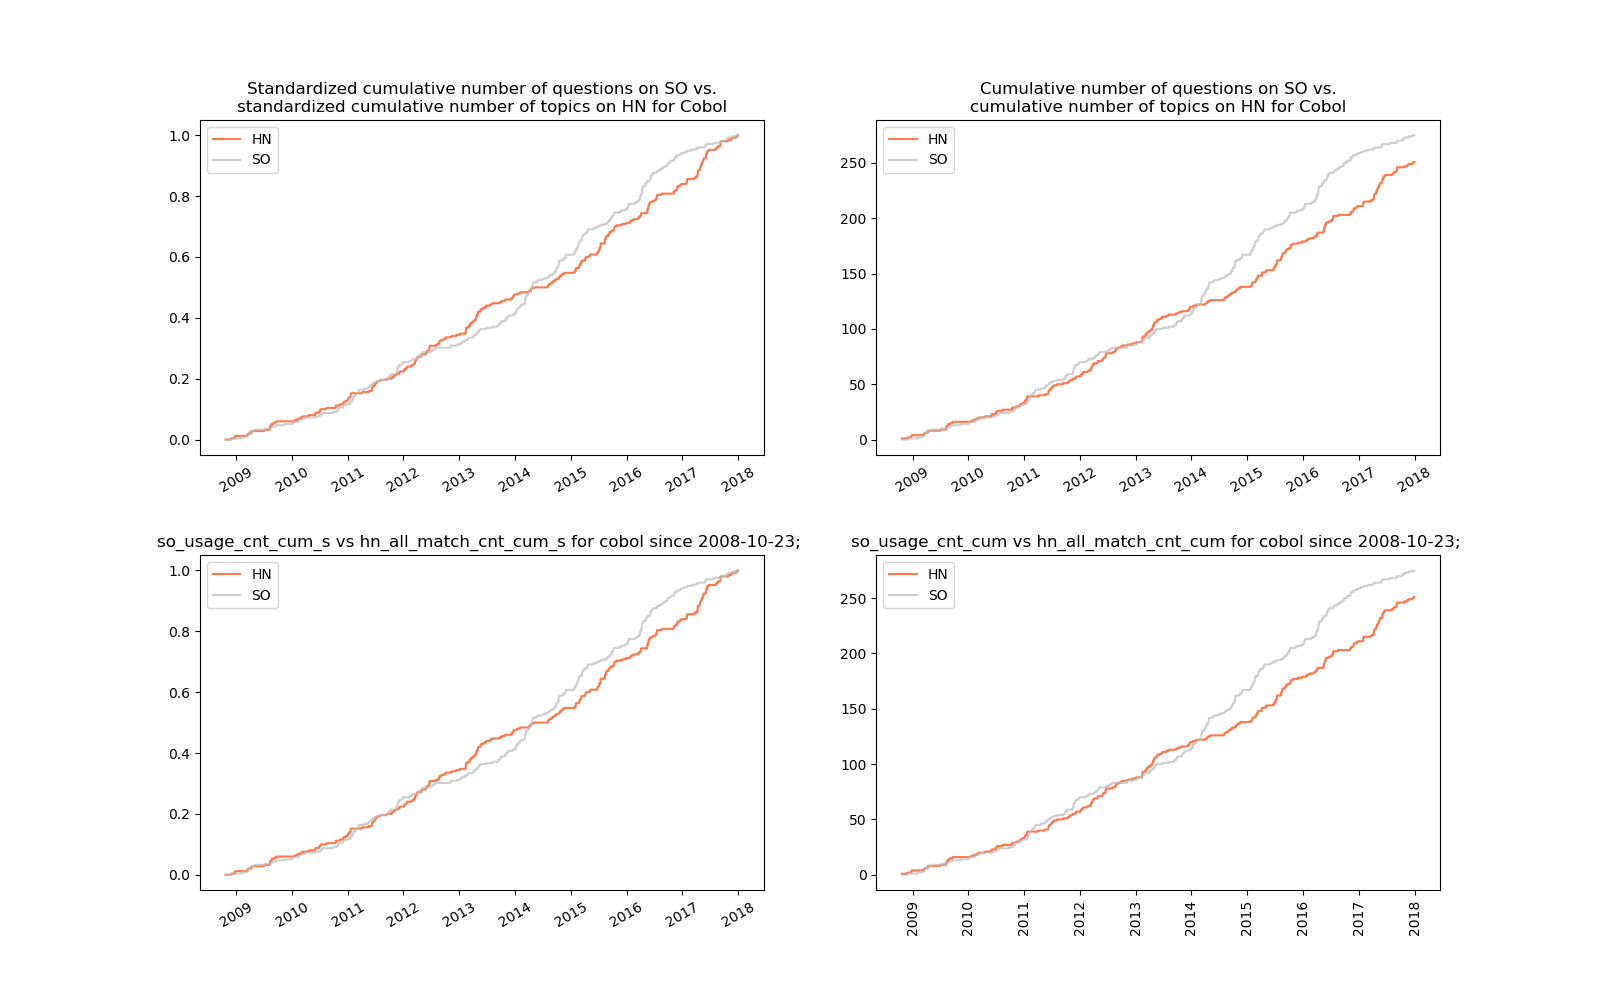 Standardized cumulative number of questions on SO vs.
standardized cumulative number of topics on HN for Cobol
HN
SO
1.0
0.8
0.6
0.4
0.2
0.0
2009 2010 2011 2012 2013 2014 2015 2016 2017 2018
Cumulative number of questions on SO vs.
cumulative number of topics on HN for Cobol
HN
SO
250
200
150
100
50
0
2009 2010 2011 2012 2013 2014 2015 2016 2017 2018
so_usage_cnt_cum_s vs hn_all_match_cnt_cum_s for cobol since 2008-10-23;
HN
SO
1.0
0.8
0.6
0.4
0.2
0.0
2009 2010 2011 2012 2013 2014 2015 2016 2017 2018
so_usage_cnt_cum vs hn_all_match_cnt_cum for cobol since 2008-10-23;
HN
SO
250
200
150
100
50
0
2009 2010 2011 2012 2013 2014 2015 2016 2017 2018